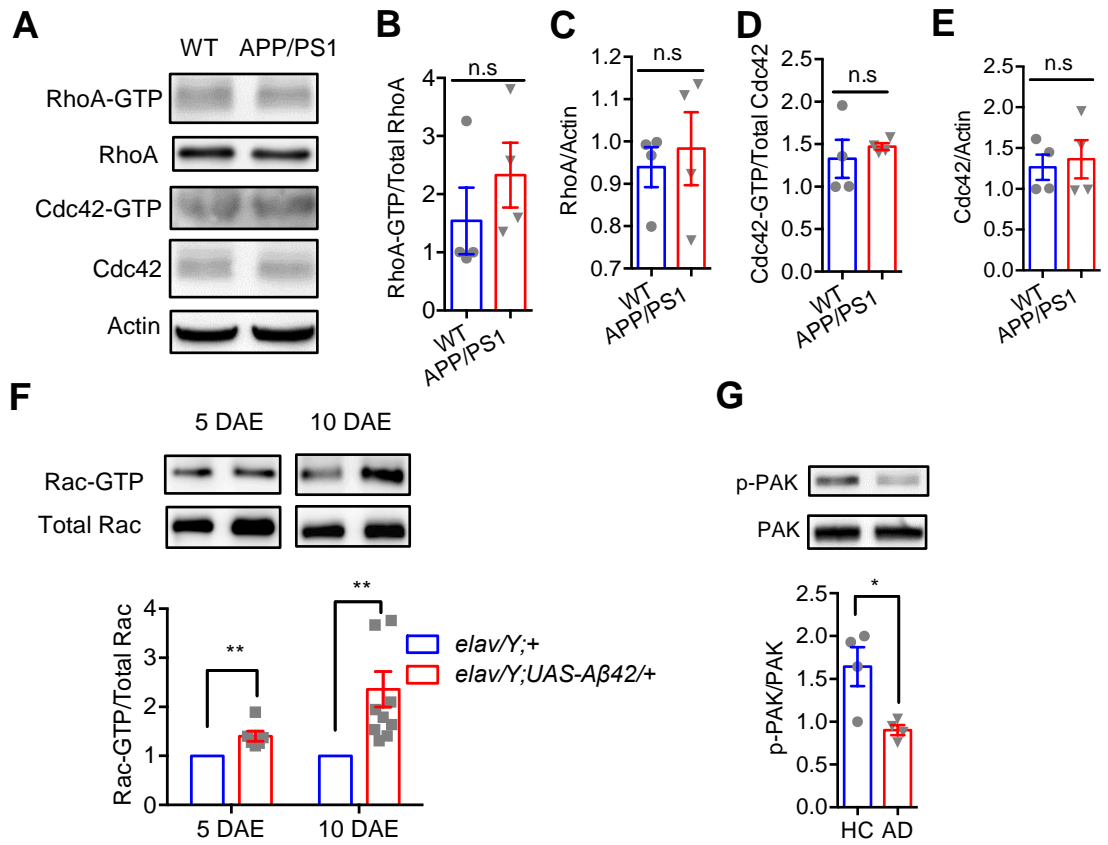 A
WT APP/PS1
RhoA-GTP
RhoA
Cdc42-GTP
Cdc42
Actin
B
n.s
RhoA-GTP/Total RhoA
4
3
2
1
0
WT
APP/PS1
C
n.s
RhoA/Actin
1.2
1.1
1.0
0.9
0.8
0.7
WT
APP/PS1
D
n.s
Cdc42-GTP/Total Cdc42
2.5
2.0
1.5
1.0
0.5
0.0
WT
APP/PS1
E
n.s
Cdc42/Actin
2.5
2.0
1.5
1.0
0.5
0.0
WT
APP/PS1
F
5 DAE 10 DAE
Rac-GTP
Total Rac
Rac-GTP/Total Rac
4
3
2
1
0
**
**
5 DAE 10 DAE
elav/Y;+
elav/Y;UAS-Aβ42/+
G
p-PAK
PAK
p-PAK/PAK
2.5
2.0
1.5
1.0
0.5
0.0
*
HC AD